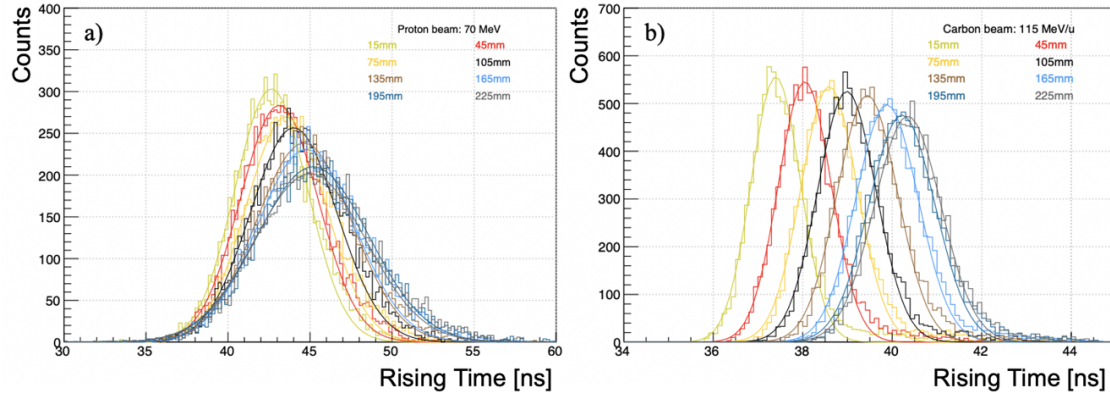 a)
Proton beam: 70 MeV
15mm 45mm
75mm 105mm
135mm 165mm
195mm 225mm
Counts
400
350
300
250
200
150
100
50
0
30 35 40 45 50 55 60
Rising Time [ns]
b)
Carbon beam: 115 MeV/u
15mm 45mm
75mm 105mm
135mm 165mm
195mm 225mm
Counts
700
600
500
400
300
200
100
0
34 36 38 40 42 44
Rising Time [ns]